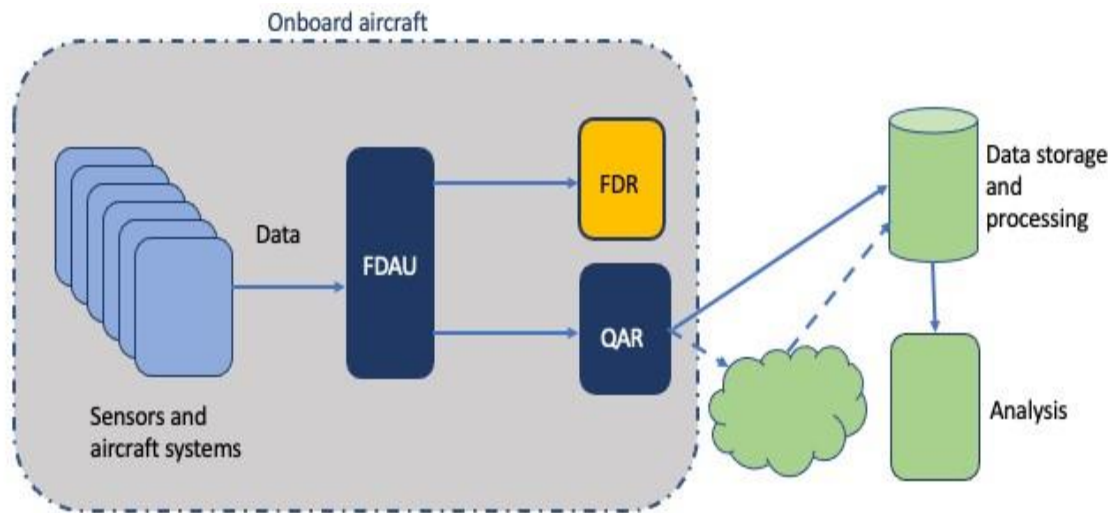 Onboard aircraft
Data
FDAU
FDR
QAR
Sensors and
aircraft systems
Data storage
and
processing
Analysis